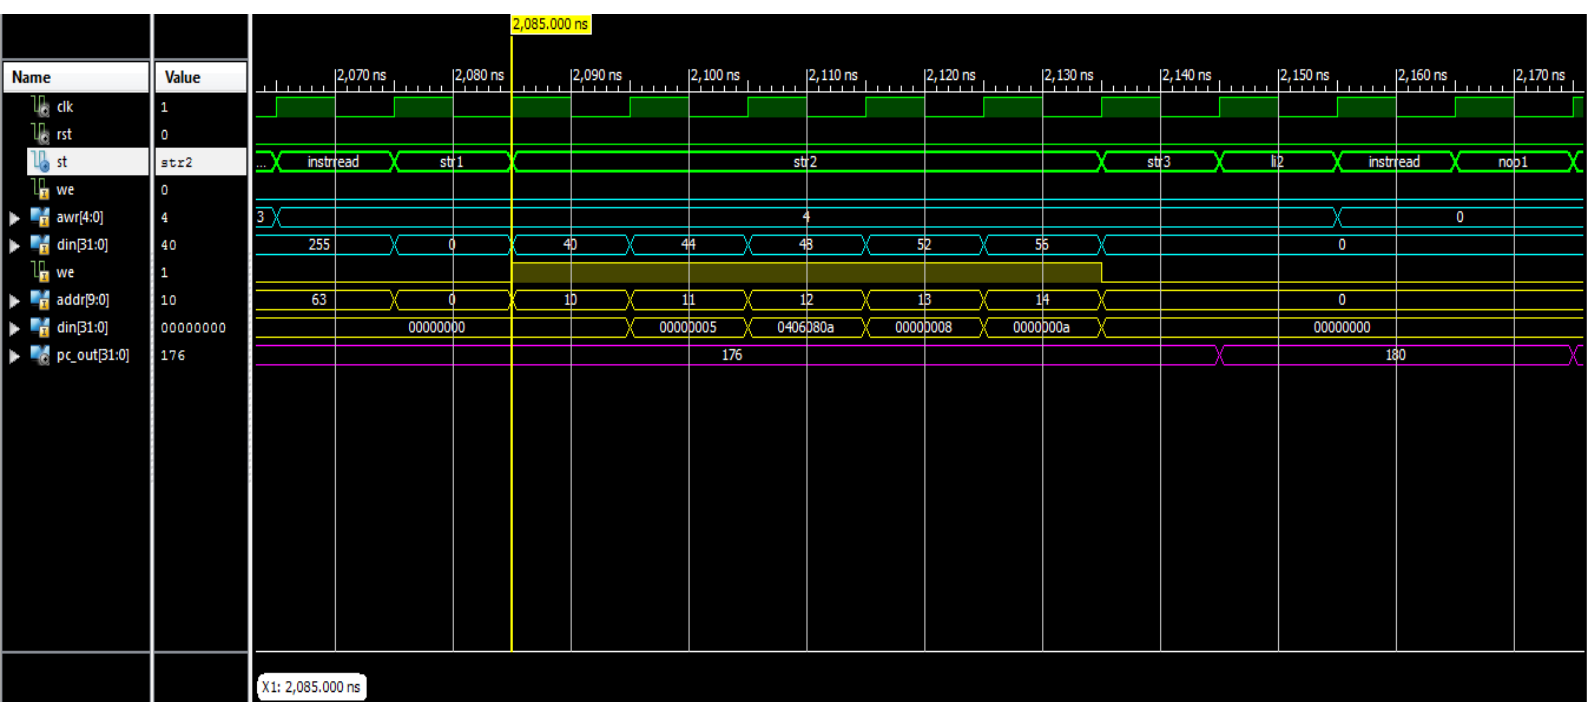 2,085.000 ns
Name Value 2,070 ns 2,080 ns 2,090 ns 2,100 ns 2,110 ns 2,120 ns 2,130 ns 2,140 ns 2,150 ns 2,160 ns 2,170 ns
clk 1
rst 0
st str2 ... instrread str1 str2 str3 li2 instrread nop1
we 0
awr[4:0] 4 3 4 0
din[31:0] 40 255 0 40 44 48 52 56 0
we 1
addr[9:0] 10 63 0 10 11 12 13 14 0
din[31:0] 00000000 00000000 00000005 0406080a 00000008 0000000a 00000000
pc_out[31:0] 176 176 180
X1: 2,085.000 ns